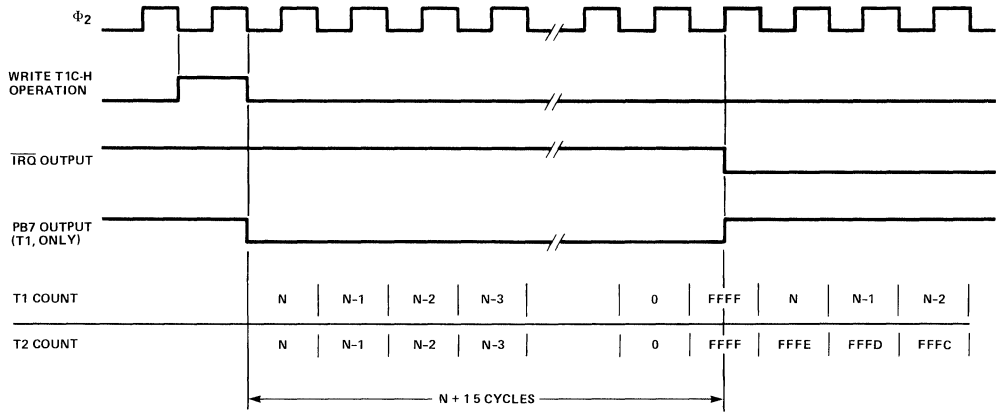 Φ2
WRITE T1C-H
OPERATION
IRQ OUTPUT
PB7 OUTPUT
(T1, ONLY)
T1 COUNT N N-1 N-2 N-3 0 FFFF N N-1 N-2
T2 COUNT N N-1 N-2 N-3 0 FFFF FFFE FFFD FFFC
N + 1 5 CYCLES